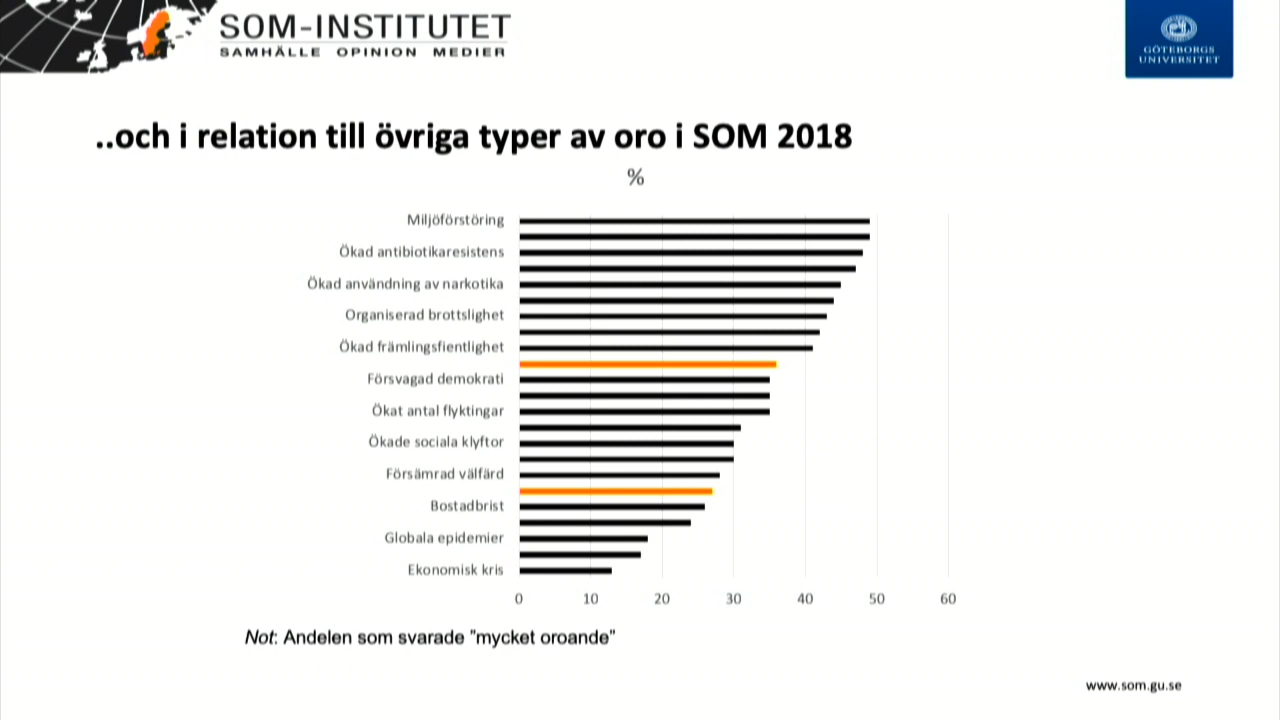 SOM-INSTITUTET
SAMHÄLLE OPINION MEDIER
GÖTEBORGS
UNIVERSITET
..och i relation till övriga typer av oro i SOM 2018
%
Miljöförstöring
Ökad antibiotikaresistens
Ökad användning av narkotika
Organiserad brottslighet
Ökad främlingsfientlighet
Försvagad demokrati
Ökat antal flyktingar
Ökade sociala klyftor
Försämrad välfärd
Bostadbrist
Globala epidemier
Ekonomisk kris
0 10 20 30 40 50 60
Not: Andelen som svarade "mycket oroande"
www.som.gu.se